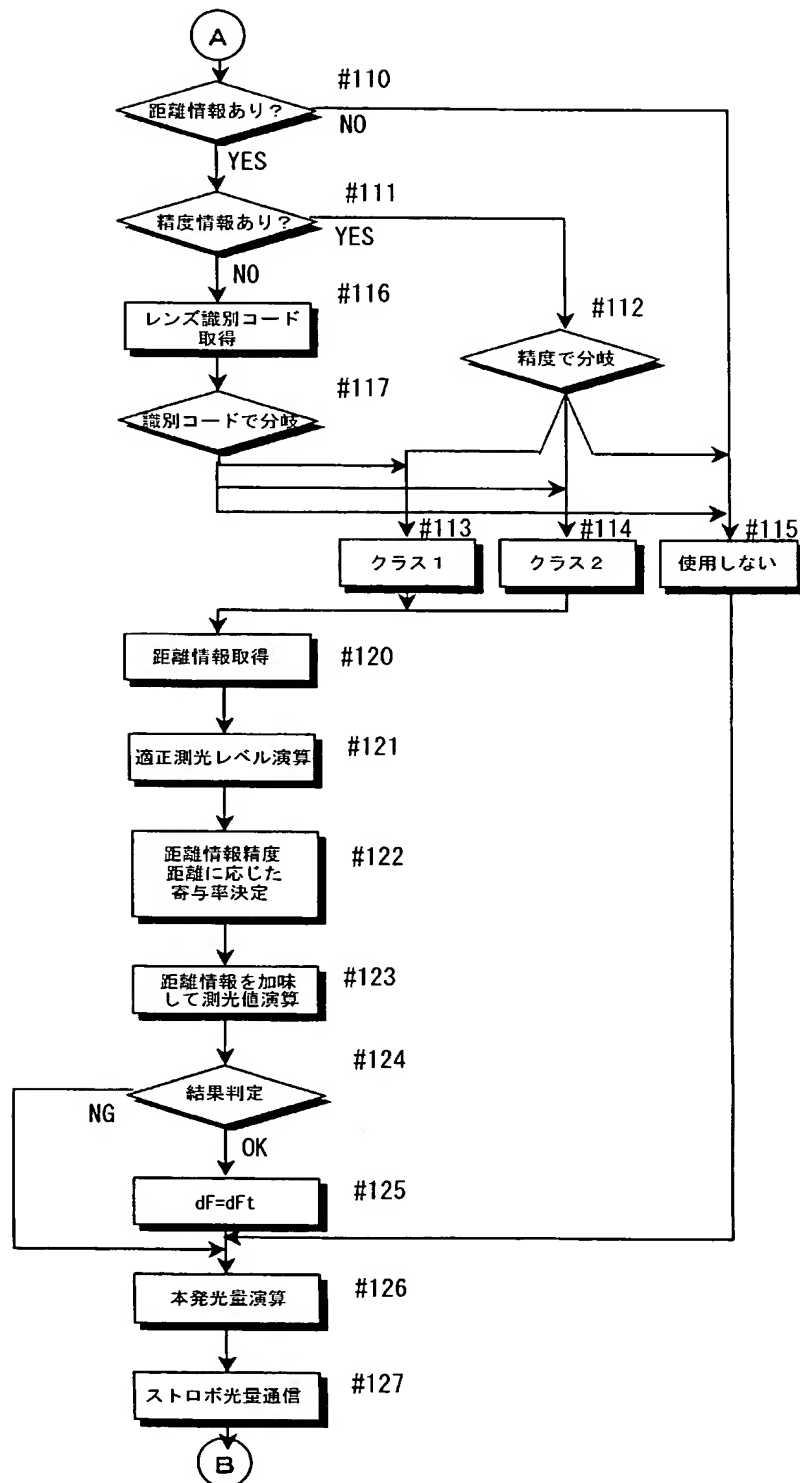 A
#110
距離情報あり?
NO
YES
#111
精度情報あり?
YES
NO
#116
レンズ識別コード
取得
#112
精度で分岐
#117
識別コードで分岐
#113
#114
#115
クラス1
クラス2
使用しない
距離情報取得
#120
適正測光レベル演算
#121
距離情報精度
距離に応じた
寄与率決定
#122
距離情報を加味
して測光値演算
#123
#124
結果判定
NG
OK
dF=dFt
#125
本発光量演算
#126
ストロボ光量通信
#127
B